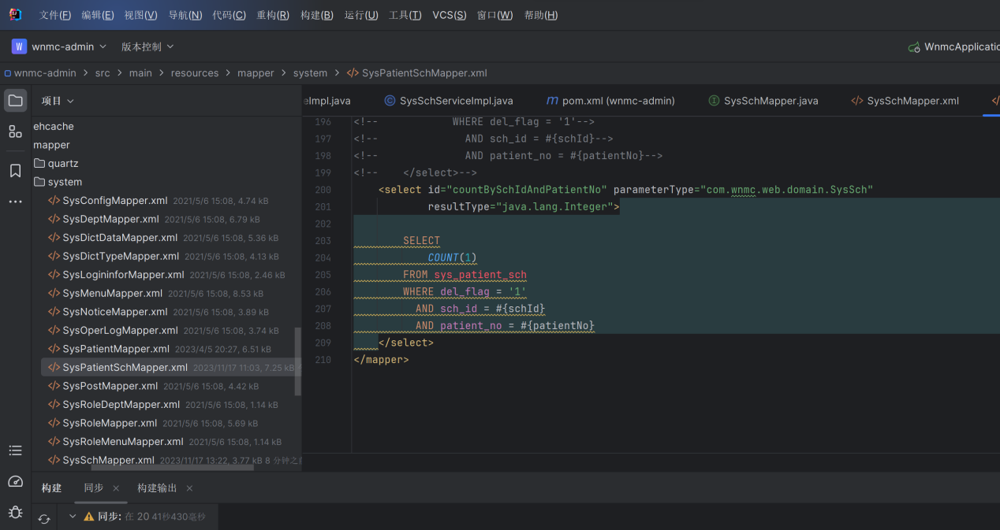 文件(F) 编辑(E) 视图(V) 导航(N) 代码(C) 重构(R) 构建(B) 运行(U) 工具(T) VCS(S) 窗口(W) 帮助(H)
W wnmc-admin 版本控制 WnmcApplicatio
wnmc-admin > src > main > resources > mapper > system > </> SysPatientSchMapper.xml
项目
eImpl.java SysSchServiceImpl.java pom.xml (wnmc-admin) SysSchMapper.java </> SysSchMapper.xml
ehcache
mapper
quartz
system
</> SysConfigMapper.xml 2021/5/6 15:08, 4.74 kB
</> SysDeptMapper.xml 2021/5/6 15:08, 6.79 kB
</> SysDictDataMapper.xml 2021/5/6 15:08, 5.36 kB
</> SysDictTypeMapper.xml 2021/5/6 15:08, 4.13 kB
</> SysLogininforMapper.xml 2021/5/6 15:08, 2.46 kB
</> SysMenuMapper.xml 2021/5/6 15:08, 8.53 kB
</> SysNoticeMapper.xml 2021/5/6 15:08, 3.89 kB
</> SysOperLogMapper.xml 2021/5/6 15:08, 3.74 kB
</> SysPatientMapper.xml 2023/4/5 20:27, 6.51 kB
</> SysPatientSchMapper.xml 2023/11/17 11:03, 7.25 kB
</> SysPostMapper.xml 2021/5/6 15:08, 4.42 kB
</> SysRoleDeptMapper.xml 2021/5/6 15:08, 1.14 kB
</> SysRoleMapper.xml 2021/5/6 15:08, 5.69 kB
</> SysRoleMenuMapper.xml 2021/5/6 15:08, 1.14 kB
</> SysSchMapper.xml 2023/11/17 13:22, 3.77 kB 8 分钟之前
196 <!-- WHERE del_flag = '1'-->
197 <!-- AND sch_id = #{schId}-->
198 <!-- AND patient_no = #{patientNo}-->
199 <!-- </select>-->
200 <select id="countBySchIdAndPatientNo" parameterType="com.wnmc.web.domain.SysSch"
201 resultType="java.lang.Integer">
202
203 SELECT
204 COUNT(1)
205 FROM sys_patient_sch
206 WHERE del_flag = '1'
207 AND sch_id = #{schId}
208 AND patient_no = #{patientNo}
209 </select>
210 </mapper>
构建 同步 × 构建输出 ×
同步: 在 20 41秒430毫秒